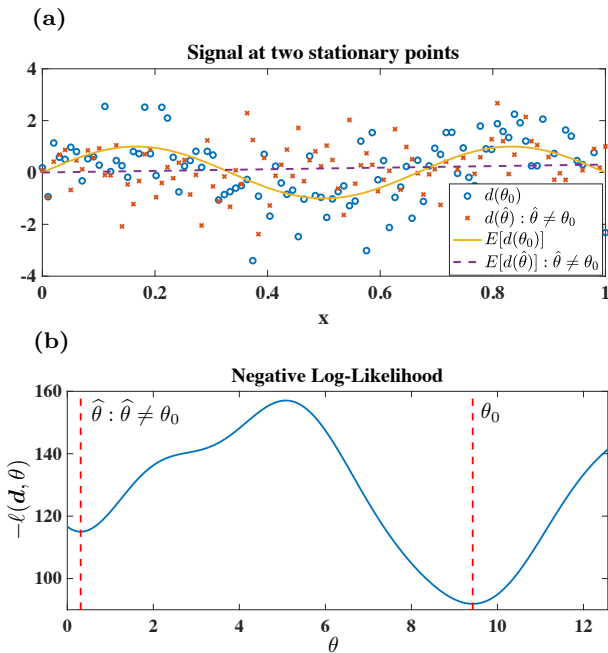 (a)
Signal at two stationary points
4
2
0
-2
-4
0 0.2 0.4 0.6 0.8 1
x
d(θ₀)
d(θ̂) : θ̂ ≠ θ₀
E[d(θ₀)]
E[d(θ̂)] : θ̂ ≠ θ₀
(b)
Negative Log-Likelihood
160
140
120
100
−ℓ(d, θ)
θ̂ : θ̂ ≠ θ₀
θ₀
0 2 4 6 8 10 12
θ